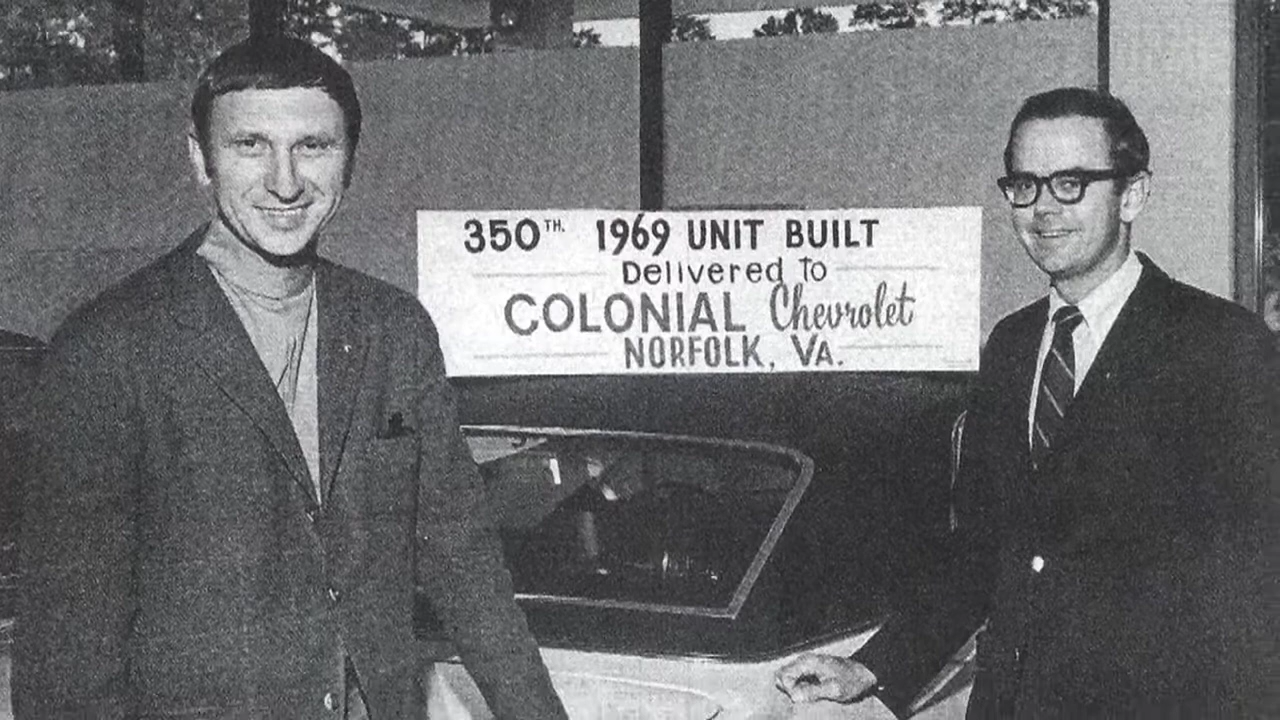 350TH. 1969 UNIT BUILT
Delivered To
COLONIAL Chevrolet
NORFOLK, VA.